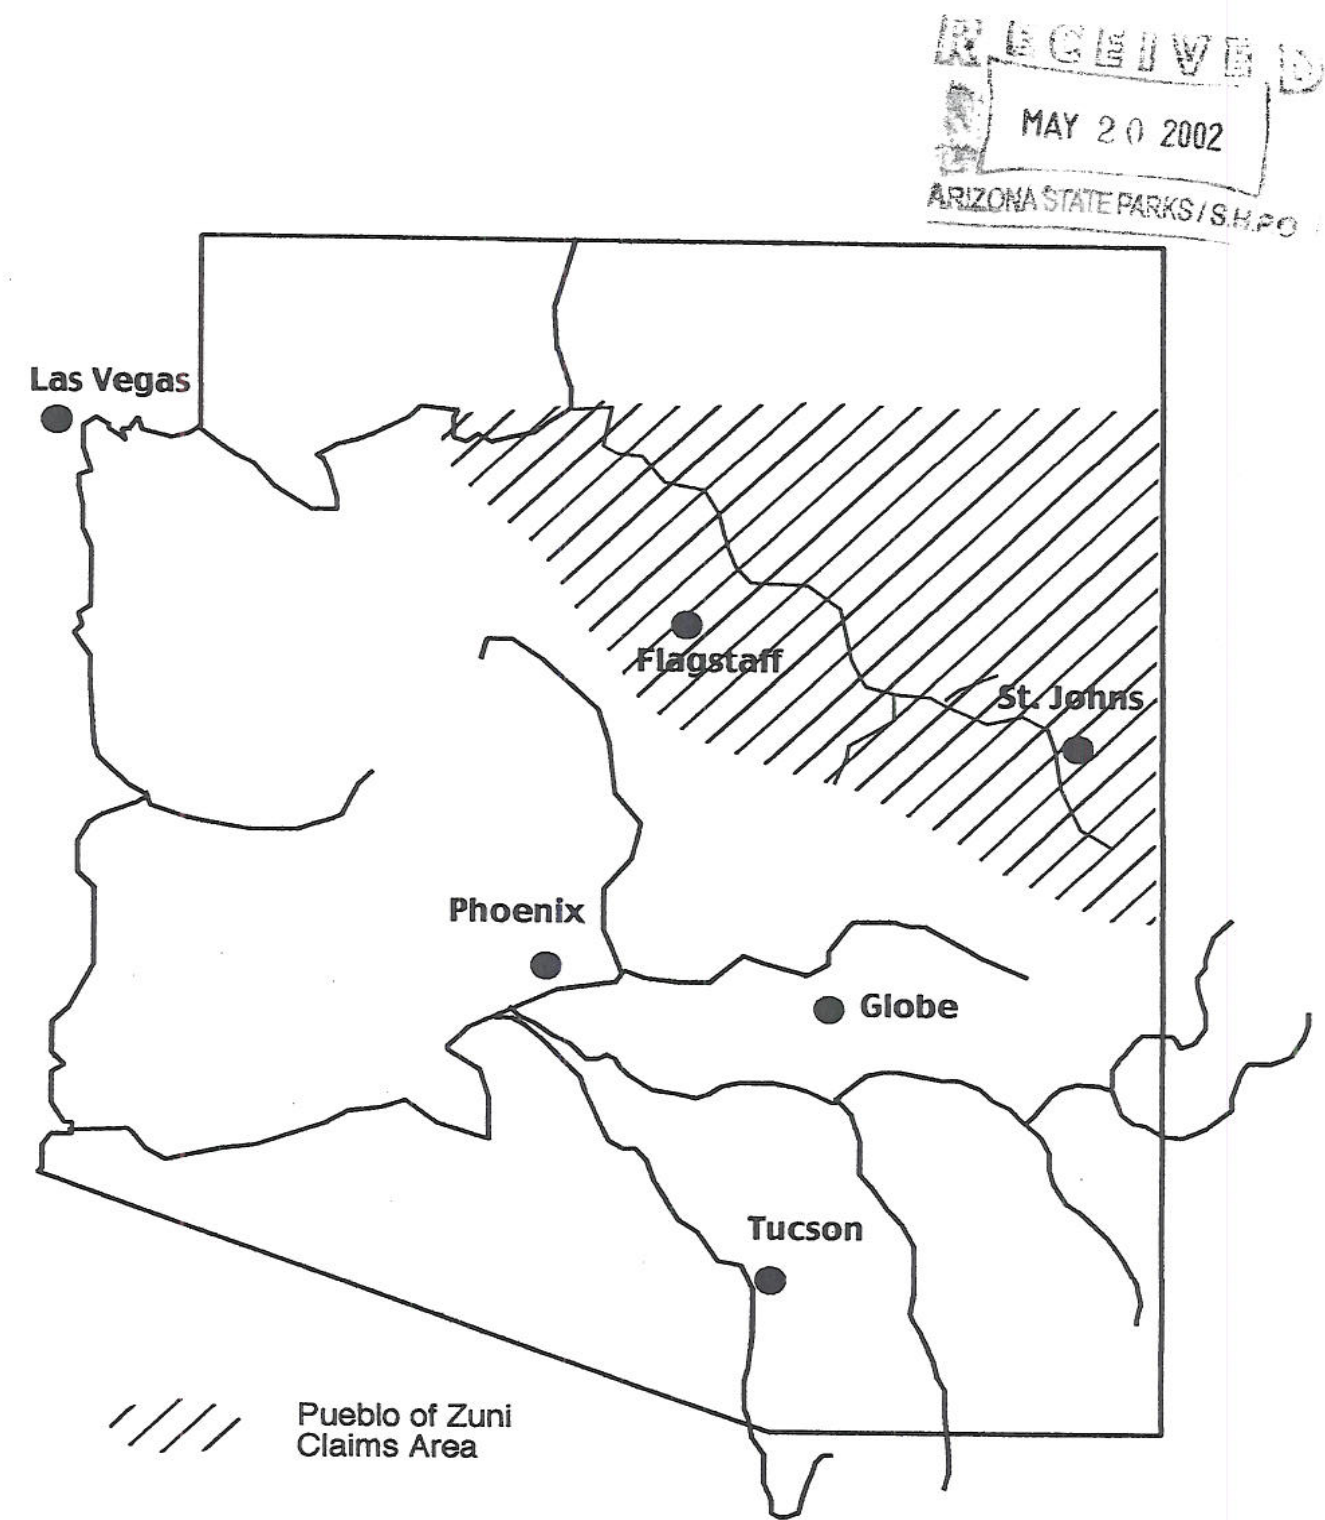 RECEIVED
MAY 20 2002
ARIZONA STATE PARKS / S.H.P.O
Las Vegas
Flagstaff
St. Johns
Phoenix
Globe
Tucson
Pueblo of Zuni
Claims Area